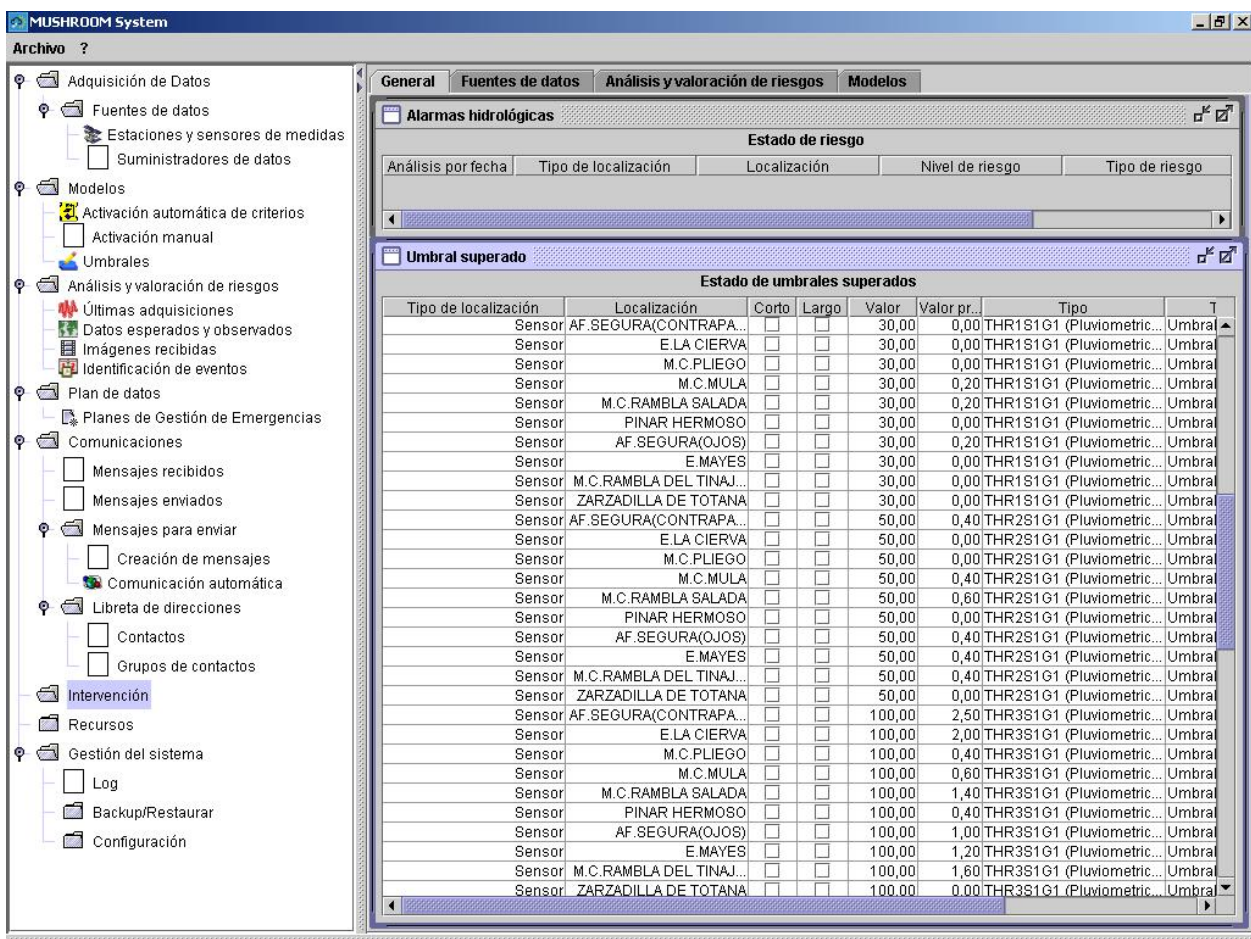 MUSHROOM System
Archivo ?
Adquisición de Datos
Fuentes de datos
Estaciones y sensores de medidas
Suministradores de datos
Modelos
Activación automática de criterios
Activación manual
Umbrales
Análisis y valoración de riesgos
Últimas adquisiciones
Datos esperados y observados
Imágenes recibidas
Identificación de eventos
Plan de datos
Planes de Gestión de Emergencias
Comunicaciones
Mensajes recibidos
Mensajes enviados
Mensajes para enviar
Creación de mensajes
Comunicación automática
Libreta de direcciones
Contactos
Grupos de contactos
Intervención
Recursos
Gestión del sistema
Log
Backup/Restaurar
Configuración
General Fuentes de datos Análisis y valoración de riesgos Modelos
Alarmas hidrológicas
Estado de riesgo
Análisis por fecha Tipo de localización Localización Nivel de riesgo Tipo de riesgo
Umbral superado
Estado de umbrales superados
Tipo de localización Localización Corto Largo Valor Valor pr... Tipo T
Sensor AF.SEGURA(CONTRAPA... 30,00 0,00 THR1S1G1 (Pluviometric... Umbral
Sensor E.LA CIERVA 30,00 0,00 THR1S1G1 (Pluviometric... Umbral
Sensor M.C.PLIEGO 30,00 0,00 THR1S1G1 (Pluviometric... Umbral
Sensor M.C.MULA 30,00 0,20 THR1S1G1 (Pluviometric... Umbral
Sensor M.C.RAMBLA SALADA 30,00 0,20 THR1S1G1 (Pluviometric... Umbral
Sensor PINAR HERMOSO 30,00 0,00 THR1S1G1 (Pluviometric... Umbral
Sensor AF.SEGURA(OJOS) 30,00 0,20 THR1S1G1 (Pluviometric... Umbral
Sensor E.MAYES 30,00 0,00 THR1S1G1 (Pluviometric... Umbral
Sensor M.C.RAMBLA DEL TINAJ... 30,00 0,00 THR1S1G1 (Pluviometric... Umbral
Sensor ZARZADILLA DE TOTANA 30,00 0,00 THR1S1G1 (Pluviometric... Umbral
Sensor AF.SEGURA(CONTRAPA... 50,00 0,40 THR2S1G1 (Pluviometric... Umbral
Sensor E.LA CIERVA 50,00 0,00 THR2S1G1 (Pluviometric... Umbral
Sensor M.C.PLIEGO 50,00 0,00 THR2S1G1 (Pluviometric... Umbral
Sensor M.C.MULA 50,00 0,40 THR2S1G1 (Pluviometric... Umbral
Sensor M.C.RAMBLA SALADA 50,00 0,60 THR2S1G1 (Pluviometric... Umbral
Sensor PINAR HERMOSO 50,00 0,00 THR2S1G1 (Pluviometric... Umbral
Sensor AF.SEGURA(OJOS) 50,00 0,40 THR2S1G1 (Pluviometric... Umbral
Sensor E.MAYES 50,00 0,40 THR2S1G1 (Pluviometric... Umbral
Sensor M.C.RAMBLA DEL TINAJ... 50,00 0,40 THR2S1G1 (Pluviometric... Umbral
Sensor ZARZADILLA DE TOTANA 50,00 0,00 THR2S1G1 (Pluviometric... Umbral
Sensor AF.SEGURA(CONTRAPA... 100,00 2,50 THR3S1G1 (Pluviometric... Umbral
Sensor E.LA CIERVA 100,00 2,00 THR3S1G1 (Pluviometric... Umbral
Sensor M.C.PLIEGO 100,00 0,40 THR3S1G1 (Pluviometric... Umbral
Sensor M.C.MULA 100,00 0,60 THR3S1G1 (Pluviometric... Umbral
Sensor M.C.RAMBLA SALADA 100,00 1,40 THR3S1G1 (Pluviometric... Umbral
Sensor PINAR HERMOSO 100,00 0,40 THR3S1G1 (Pluviometric... Umbral
Sensor AF.SEGURA(OJOS) 100,00 1,00 THR3S1G1 (Pluviometric... Umbral
Sensor E.MAYES 100,00 1,20 THR3S1G1 (Pluviometric... Umbral
Sensor M.C.RAMBLA DEL TINAJ... 100,00 1,60 THR3S1G1 (Pluviometric... Umbral
Sensor ZARZADILLA DE TOTANA 100,00 0,00 THR3S1G1 (Pluviometric... Umbral